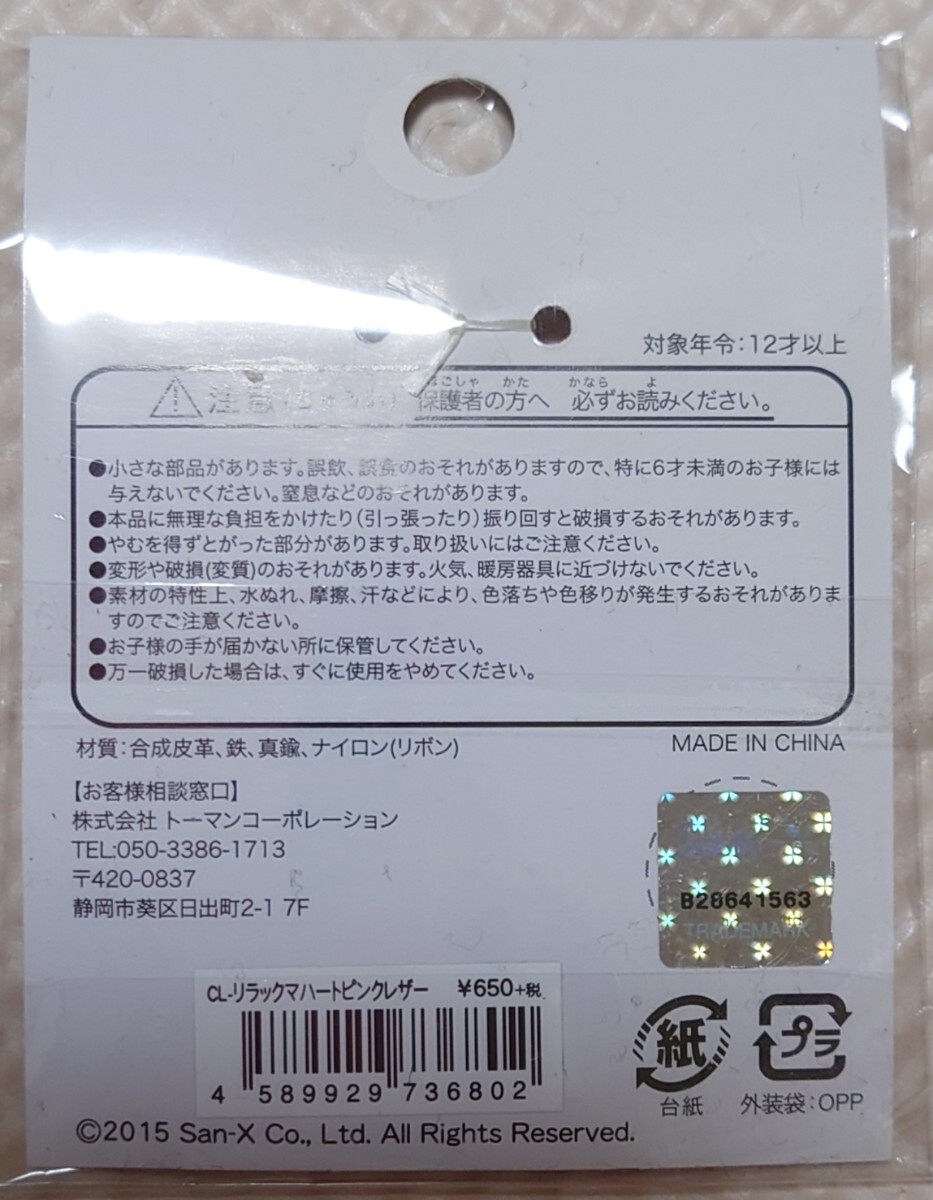 対象年令:12才以上
ごしゃ かた かなら よ
注意 保護者の方へ 必ずお読みください。
●小さな部品があります。誤飲、誤食のおそれがありますので、特に6才未満のお子様には
与えないでください。窒息などのおそれがあります。
●本品に無理な負担をかけたり(引っ張ったり)振り回すと破損するおそれがあります。
●やむを得ずとがった部分があります。取り扱いにはご注意ください。
●変形や破損(変質)のおそれがあります。火気、暖房器具に近づけないでください。
●素材の特性上、水ぬれ、摩擦、汗などにより、色落ちや色移りが発生するおそれがありま
すのでご注意ください。
●お子様の手が届かない所に保管してください。
●万一破損した場合は、すぐに使用をやめてください。
材質:合成皮革、鉄、真鍮、ナイロン(リボン)
MADE IN CHINA
【お客様相談窓口】
株式会社 トーマンコーポレーション
TEL:050-3386-1713
〒420-0837
静岡市葵区日出町2-1 7F
B28641563
TRADEMARK
CL-リラックマハートピンクレザー ¥650+税
4 589929 736802
紙
台紙
プラ
外装袋:OPP
©2015 San-X Co., Ltd. All Rights Reserved.